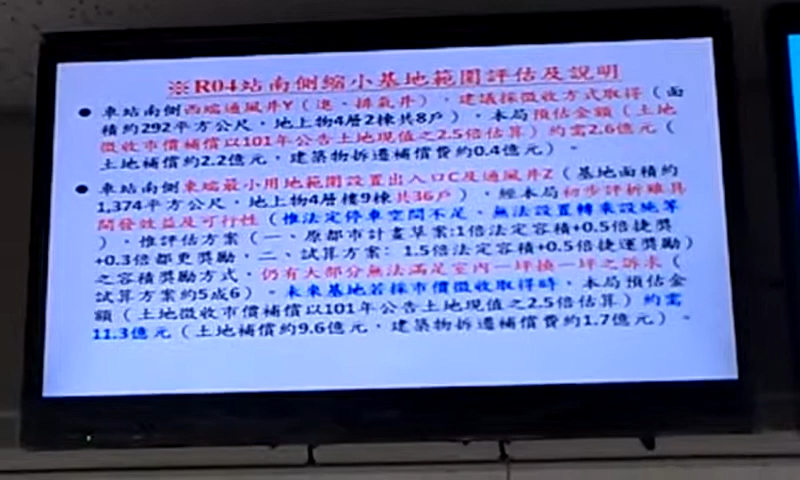 ※R04站南側縮小基地範圍評估及說明
● 車站南側西端通風井Y（進、排氣井），建議採徵收方式取得（面
積約292平方公尺，地上物4層2棟共8戶），本局預估金額（土地
徵收市價補償以101年公告土地現值之2.5倍估算）約需2.6億元（
土地補償約2.2億元，建築物拆遷補償費約0.4億元）。
● 車站南側東端最小用地範圍設置出入口C及通風井Z（基地面積約
1,374平方公尺，地上物4層樓9棟共36戶），經本局初步評析雖具
開發效益及可行性（惟法定停車空間不足、無法設置轉乘設施等
），惟評估方案（一、原都市計畫草案:1倍法定容積+0.5倍捷獎
+0.3倍都更獎勵，二、試算方案：1.5倍法定容積+0.5倍捷運獎勵）
之容積獎勵方式，仍有大部分無法滿足室內一坪換一坪之訴求（
試算方案約5成6）。未來基地若採市價徵收取得時，本局預估金
額（土地徵收市價補償以101年公告土地現值之2.5倍估算）約需
11.3億元（土地補償約9.6億元，建築物拆遷補償費約1.7億元）。